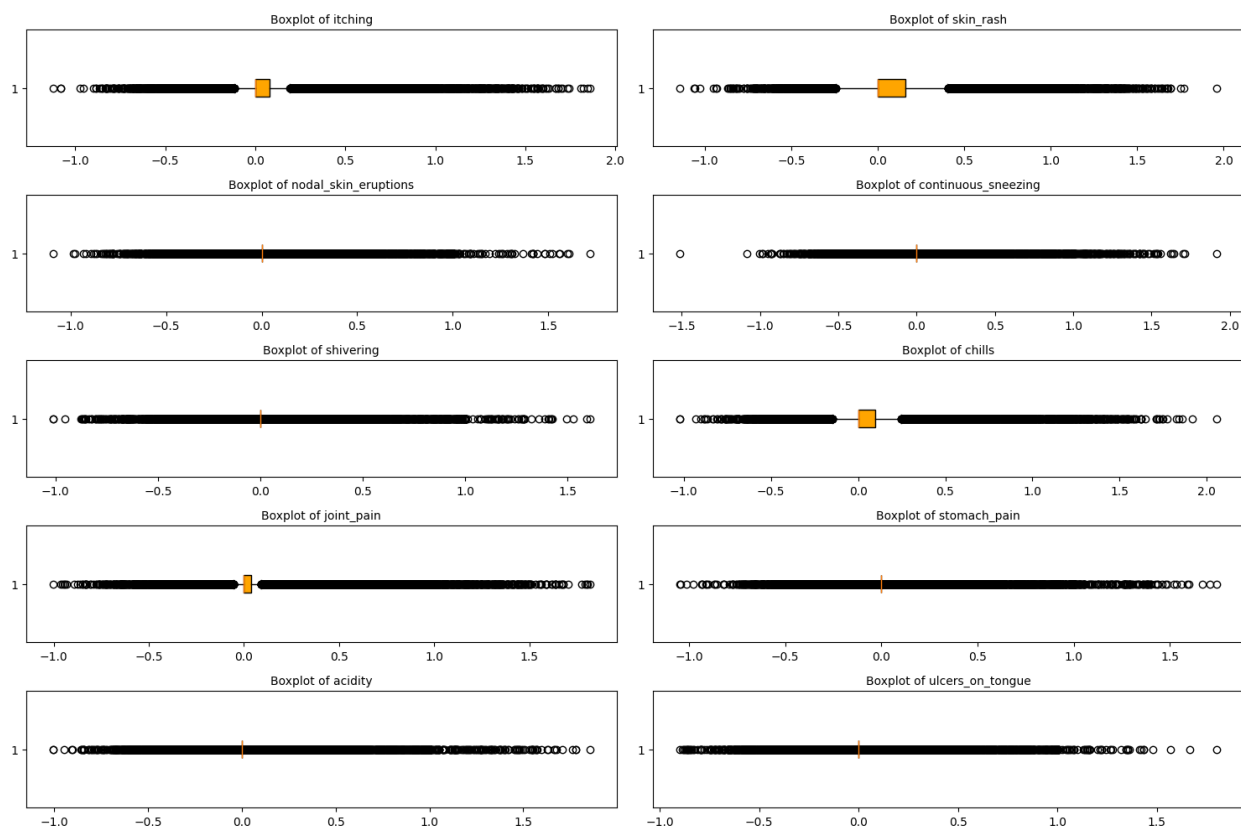 Boxplot of itching
1
−1.0 −0.5 0.0 0.5 1.0 1.5 2.0
Boxplot of skin_rash
1
−1.0 −0.5 0.0 0.5 1.0 1.5 2.0
Boxplot of nodal_skin_eruptions
1
−1.0 −0.5 0.0 0.5 1.0 1.5
Boxplot of continuous_sneezing
1
−1.5 −1.0 −0.5 0.0 0.5 1.0 1.5 2.0
Boxplot of shivering
1
−1.0 −0.5 0.0 0.5 1.0 1.5
Boxplot of chills
1
−1.0 −0.5 0.0 0.5 1.0 1.5 2.0
Boxplot of joint_pain
1
−1.0 −0.5 0.0 0.5 1.0 1.5
Boxplot of stomach_pain
1
−1.0 −0.5 0.0 0.5 1.0 1.5
Boxplot of acidity
1
−1.0 −0.5 0.0 0.5 1.0 1.5
Boxplot of ulcers_on_tongue
1
−1.0 −0.5 0.0 0.5 1.0 1.5